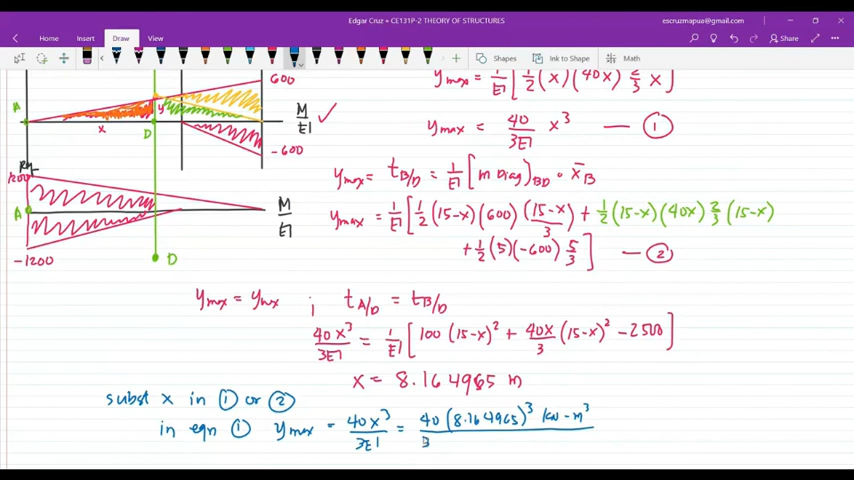 Edgar Cruz • CE131P-2 THEORY OF STRUCTURES
escruzmapua@gmail.com
Home Insert Draw View
Share
Shapes Ink to Shape Math
600
A
x
y
D
M/EI ✓
-600
1200
A
M/EI
-1200
D
ymax = 1/EI [ 1/2 (x)(40x) 2/3 x ]
ymax = 40/3EI x³ — ①
ymax = t B/D = 1/EI [ M Diag ) BD • x̄B
ymax = 1/EI [ 1/2 (15-x)(600) (15-x)/3 + 1/2 (15-x)(40x) 2/3 (15-x)
+ 1/2 (5)(-600) 5/3 ] — ②
ymax = ymax ; t A/D = t B/D
40x³/3EI = 1/EI [ 100 (15-x)² + 40x/3 (15-x)² - 2500 ]
x = 8.164965 m
subst x in ① or ②
in eqn ① ymax = 40x³/3EI = 40 (8.164965)³ kN-m³ / 3